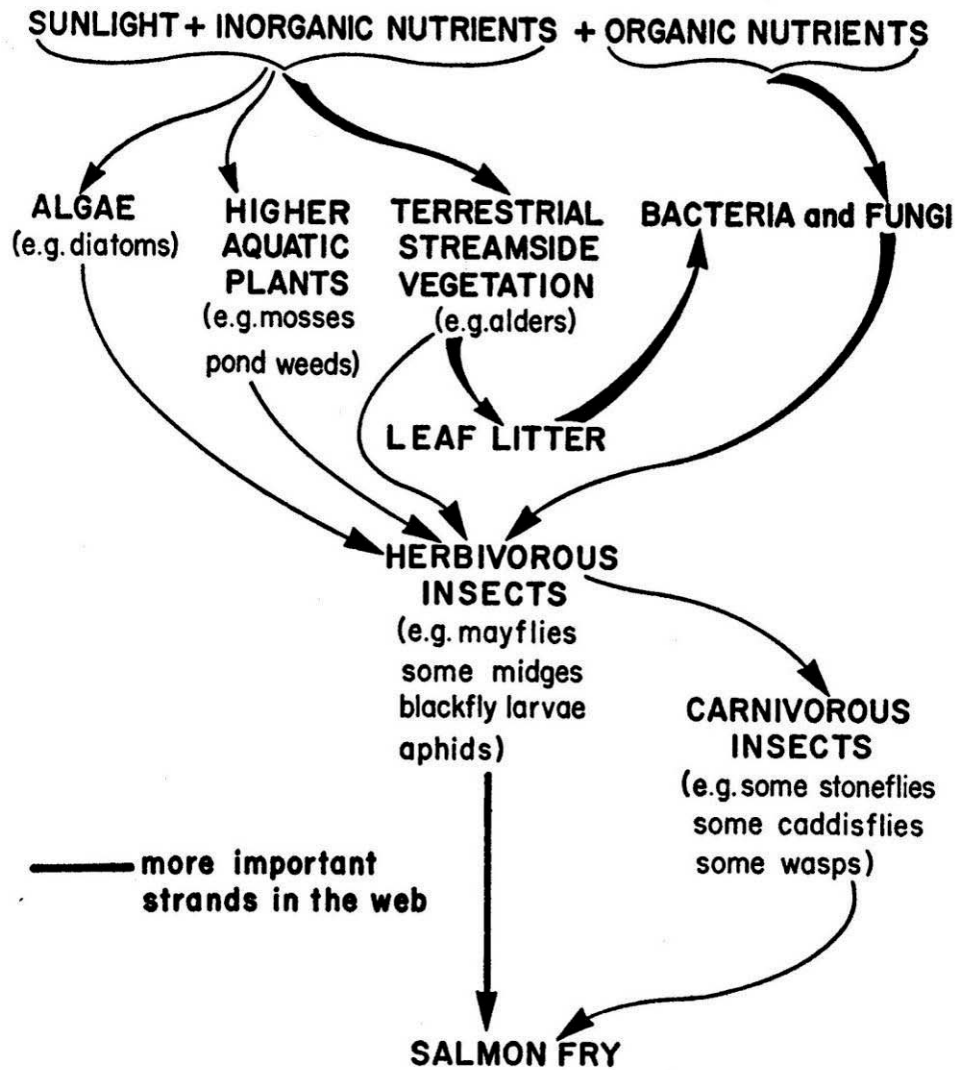 SUNLIGHT + INORGANIC NUTRIENTS + ORGANIC NUTRIENTS
ALGAE
(e.g. diatoms)
HIGHER
AQUATIC
PLANTS
(e.g. mosses
pond weeds)
TERRESTRIAL
STREAMSIDE
VEGETATION
(e.g. alders)
BACTERIA and FUNGI
LEAF LITTER
HERBIVOROUS
INSECTS
(e.g. mayflies
some midges
blackfly larvae
aphids)
CARNIVOROUS
INSECTS
(e.g. some stoneflies
some caddisflies
some wasps)
more important
strands in the web
SALMON FRY